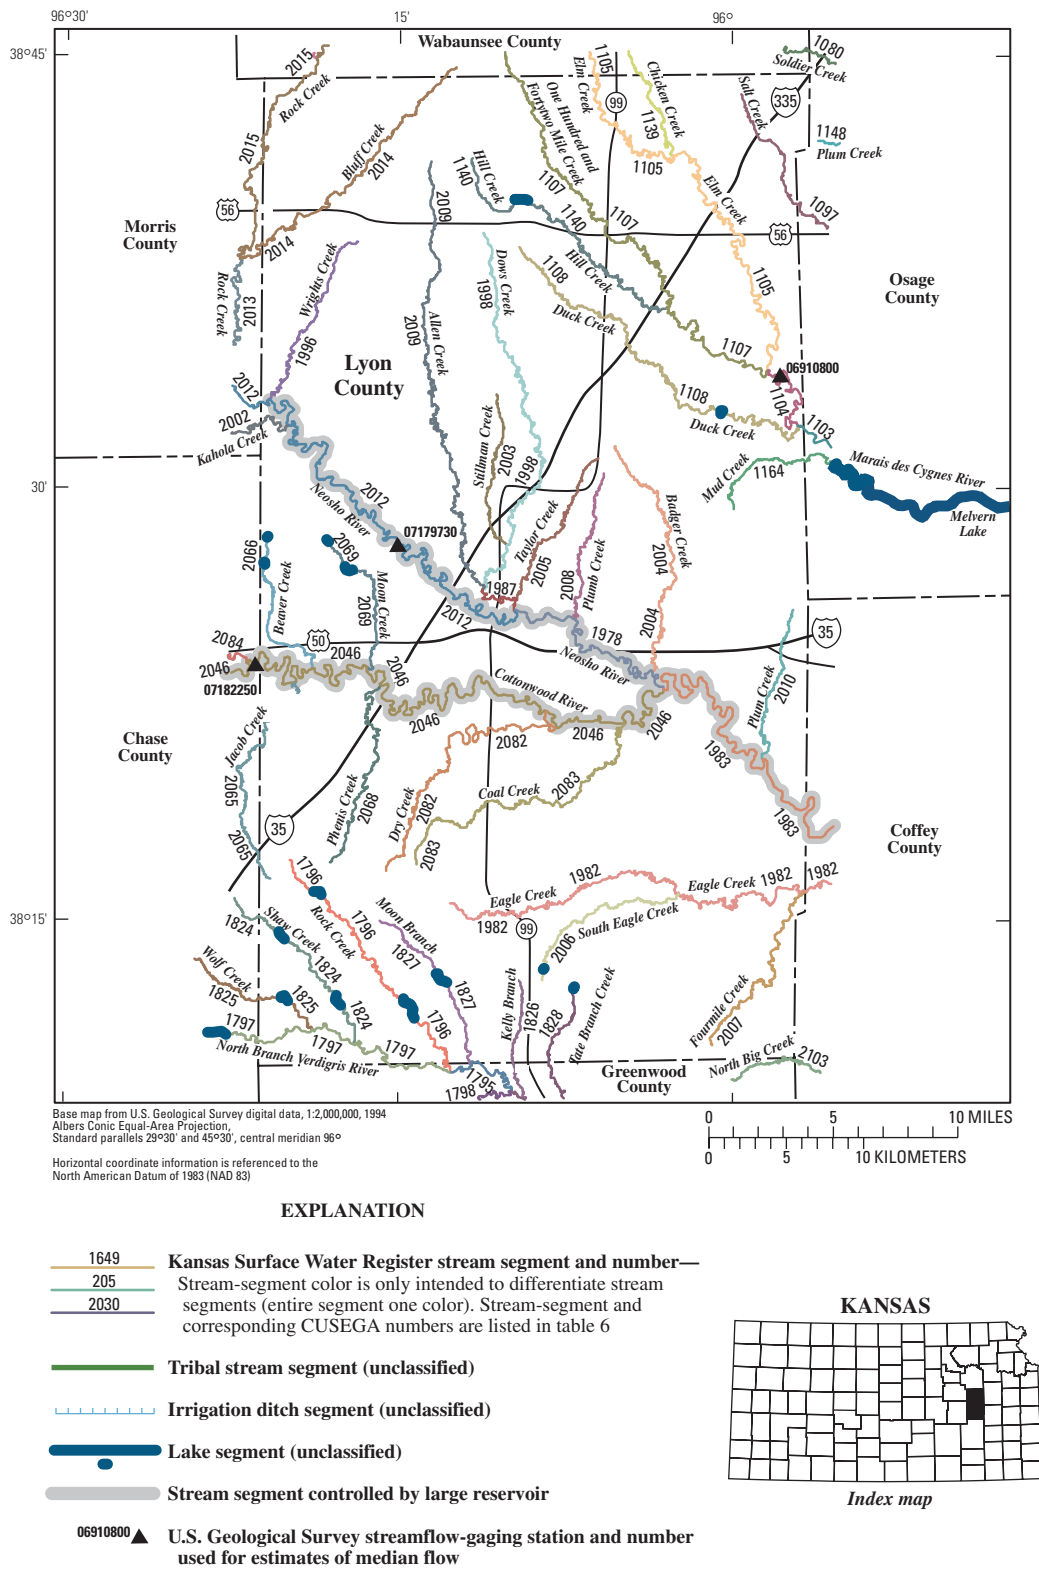 96°30'
15'
96°
38°45'
Wabaunsee County
2015
Rock Creek
1105
Elm Creek
Chicken Creek
1139
1080
Soldier Creek
Salt Creek
335
99
One Hundred and
Fortytwo Mile Creek
1148
Plum Creek
2015
Bluff Creek
2014
Hill Creek
1140
1105
Elm Creek
1107
1097
56
2009
1140
1107
56
Morris
County
2014
Rock Creek
2013
Wrights Creek
1996
Dows Creek
1998
1108
Hill Creek
Duck Creek
1105
Osage
County
Allen Creek
2009
Lyon
County
1107
06910800
1104
2012
2002
Kahola Creek
1108
Duck Creek
1103
Stillman Creek
2003
1998
Mud Creek
1164
Marais des Cygnes River
Melvern
Lake
30'
2012
Neosho River
07179730
Taylor Creek
2005
Badger Creek
2004
2066
Beaver Creek
2069
2069
Moon Creek
2008
Plumb Creek
1987
2012
2004
1978
Neosho River
35
50
2084
2046
2046
07182250
2046
2046
Cottonwood River
2046
2046
Plum Creek
2010
Chase
County
Jacob Creek
2065
2065
2082
1983
1983
Phenis Creek
2068
Dry Creek
2082
2083
Coal Creek
2083
35
Coffey
County
38°15'
1796
1982
Eagle Creek
1982
Eagle Creek
1982
1982
99
South Eagle Creek
2006
1824
Shaw Creek
1824
1824
Rock Creek
1796
1796
Moon Branch
1827
1827
Wolf Creek
1825
1825
1797
1797
1797
North Branch Verdigris River
Kelly Branch
1826
1828
Tate Branch Creek
Fourmile Creek
2007
North Big Creek
2103
1795
1798
Greenwood
County
Base map from U.S. Geological Survey digital data, 1:2,000,000, 1994
Albers Conic Equal-Area Projection,
Standard parallels 29°30' and 45°30', central meridian 96°
Horizontal coordinate information is referenced to the
North American Datum of 1983 (NAD 83)
0 5 10 MILES
0 5 10 KILOMETERS
EXPLANATION
1649
205
2030
Kansas Surface Water Register stream segment and number—
Stream-segment color is only intended to differentiate stream
segments (entire segment one color). Stream-segment and
corresponding CUSEGA numbers are listed in table 6
Tribal stream segment (unclassified)
Irrigation ditch segment (unclassified)
Lake segment (unclassified)
Stream segment controlled by large reservoir
06910800
U.S. Geological Survey streamflow-gaging station and number
used for estimates of median flow
KANSAS
Index map